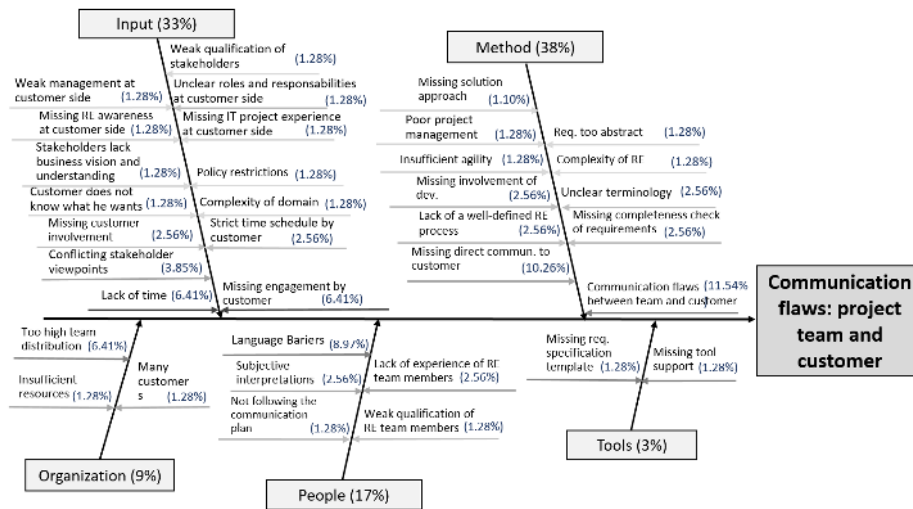 Input (33%)
Weak qualification of
stakeholders (1.28%)
Weak management at
customer side (1.28%)
Unclear roles and responsabilities
at customer side (1.28%)
Missing RE awareness at
customer side (1.28%)
Missing IT project experience
at customer side (1.28%)
Stakeholders lack
business vision and
understanding
(1.28%)
Policy restrictions
(1.28%)
Customer does not
know what he wants (1.28%)
Complexity of domain
(1.28%)
Missing customer
involvement (2.56%)
Strict time schedule by
customer (2.56%)
Conflicting stakeholder
viewpoints (3.85%)
Lack of time (6.41%)
Missing engagement by
customer (6.41%)
Method (38%)
Missing solution
approach (1.10%)
Poor project
management (1.28%)
Req. too abstract
(1.28%)
Insufficient agility (1.28%)
Complexity of RE
(1.28%)
Missing involvement of
dev. (2.56%)
Unclear terminology (2.56%)
Lack of a well-defined RE
process (2.56%)
Missing completeness check
of requirements (2.56%)
Missing direct commun. to
customer (10.26%)
Communication flaws (11.54%)
between team and customer
Communication
flaws: project
team and
customer
Too high team
distribution (6.41%)
Insufficient
resources (1.28%)
Many
customer
s (1.28%)
Organization (9%)
Language Bariers (8.97%)
Subjective
interpretations (2.56%)
Lack of experience of RE
team members (2.56%)
Not following the
communication
plan (1.28%)
Weak qualification of
RE team members (1.28%)
People (17%)
Missing req.
specification
template (1.28%)
Missing tool
support (1.28%)
Tools (3%)